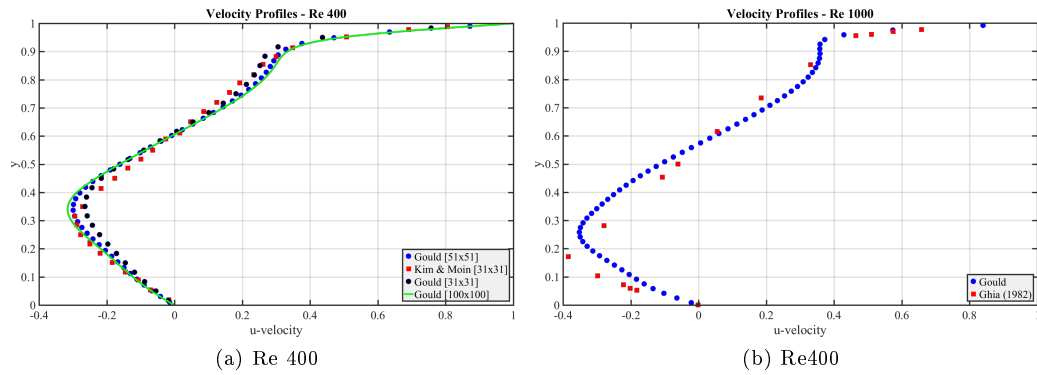 Velocity Profiles - Re 400
1
0.9
0.8
0.7
0.6
0.5
0.4
0.3
0.2
0.1
0
y
-0.4
-0.2
0
0.2
0.4
0.6
0.8
1
u-velocity
Gould [51x51]
Kim & Moin [31x31]
Gould [31x31]
Gould [100x100]
(a) Re 400
Velocity Profiles - Re 1000
1
0.9
0.8
0.7
0.6
0.5
0.4
0.3
0.2
0.1
0
y
-0.4
-0.2
0
0.2
0.4
0.6
0.8
1
u-velocity
Gould
Ghia (1982)
(b) Re400